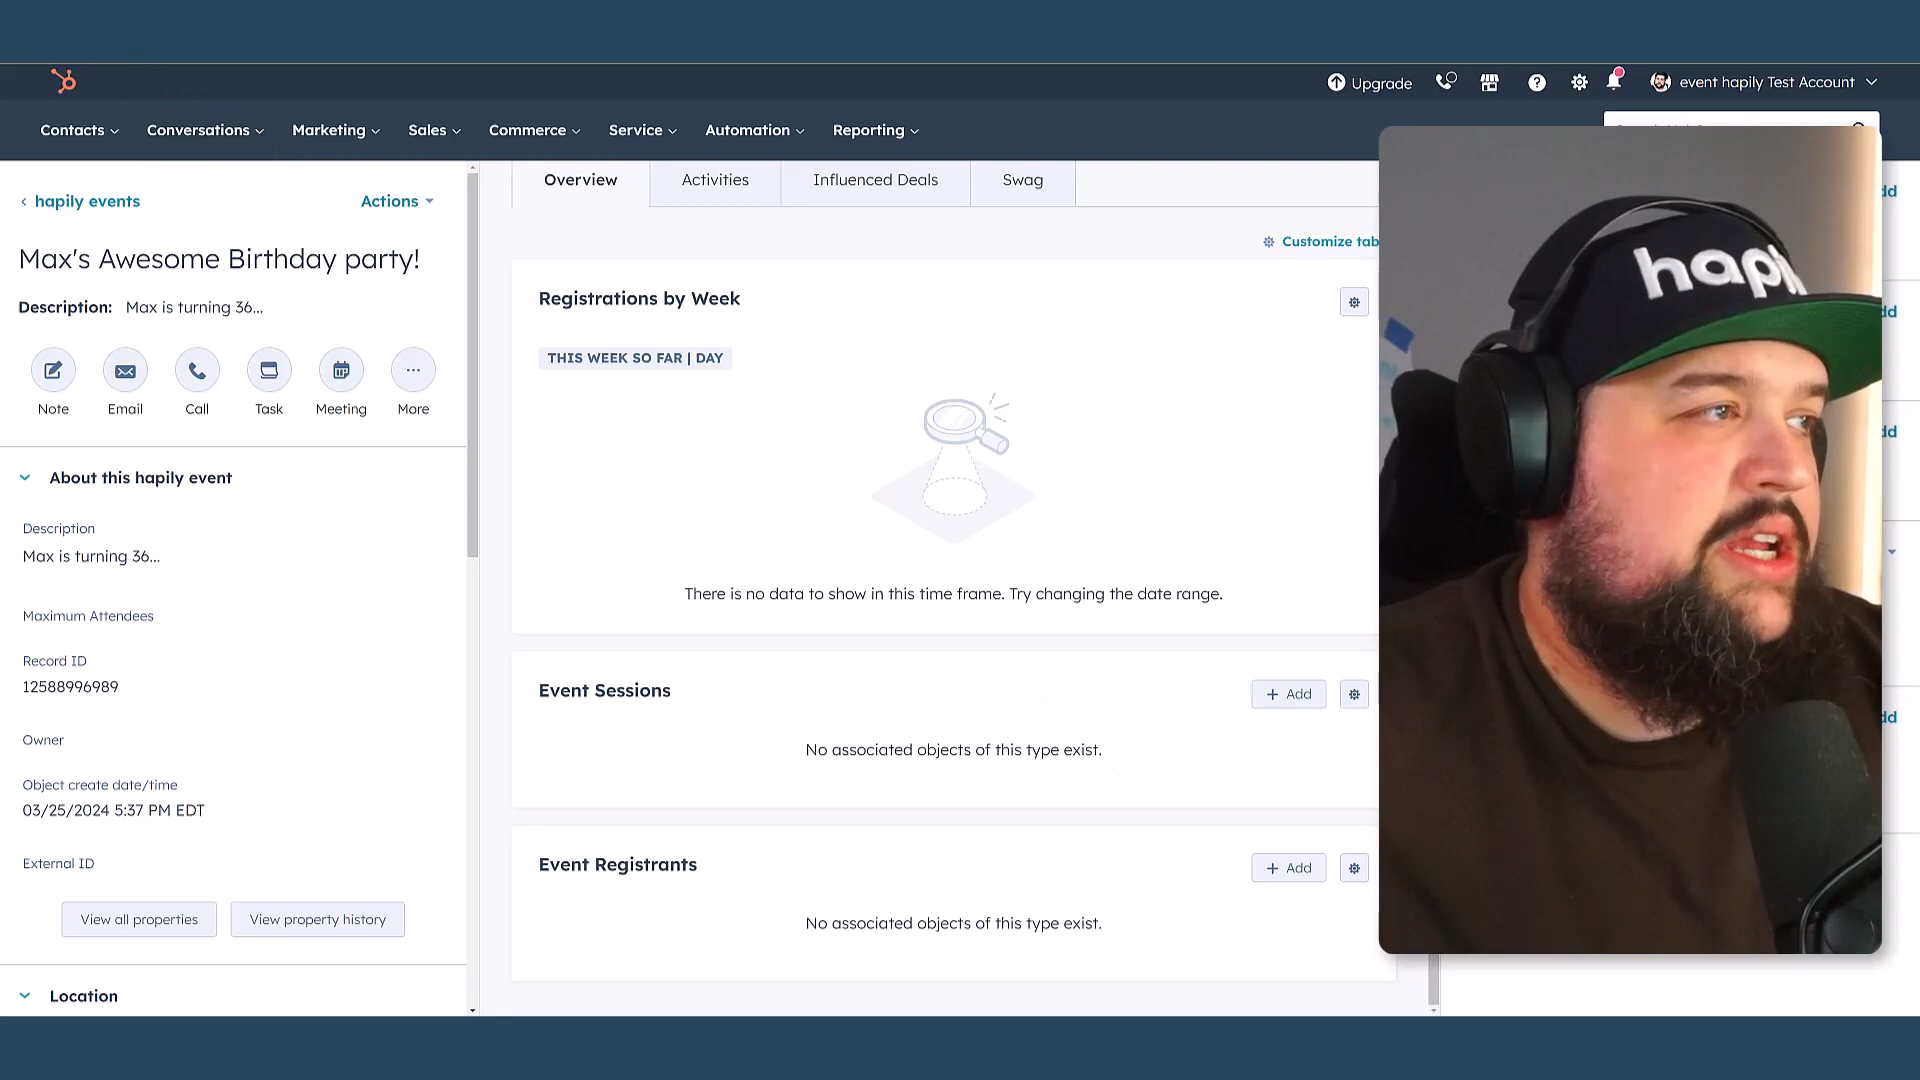 Upgrade
event hapily Test Account
Contacts
Conversations
Marketing
Sales
Commerce
Service
Automation
Reporting
hapily events
Actions
Max's Awesome Birthday party!
Description: Max is turning 36...
Note
Email
Call
Task
Meeting
More
About this hapily event
Description
Max is turning 36...
Maximum Attendees
Record ID
12588996989
Owner
Object create date/time
03/25/2024 5:37 PM EDT
External ID
View all properties
View property history
Location
Overview
Activities
Influenced Deals
Swag
Customize tab
Registrations by Week
THIS WEEK SO FAR | DAY
There is no data to show in this time frame. Try changing the date range.
Event Sessions
+ Add
No associated objects of this type exist.
Event Registrants
+ Add
No associated objects of this type exist.
hapi